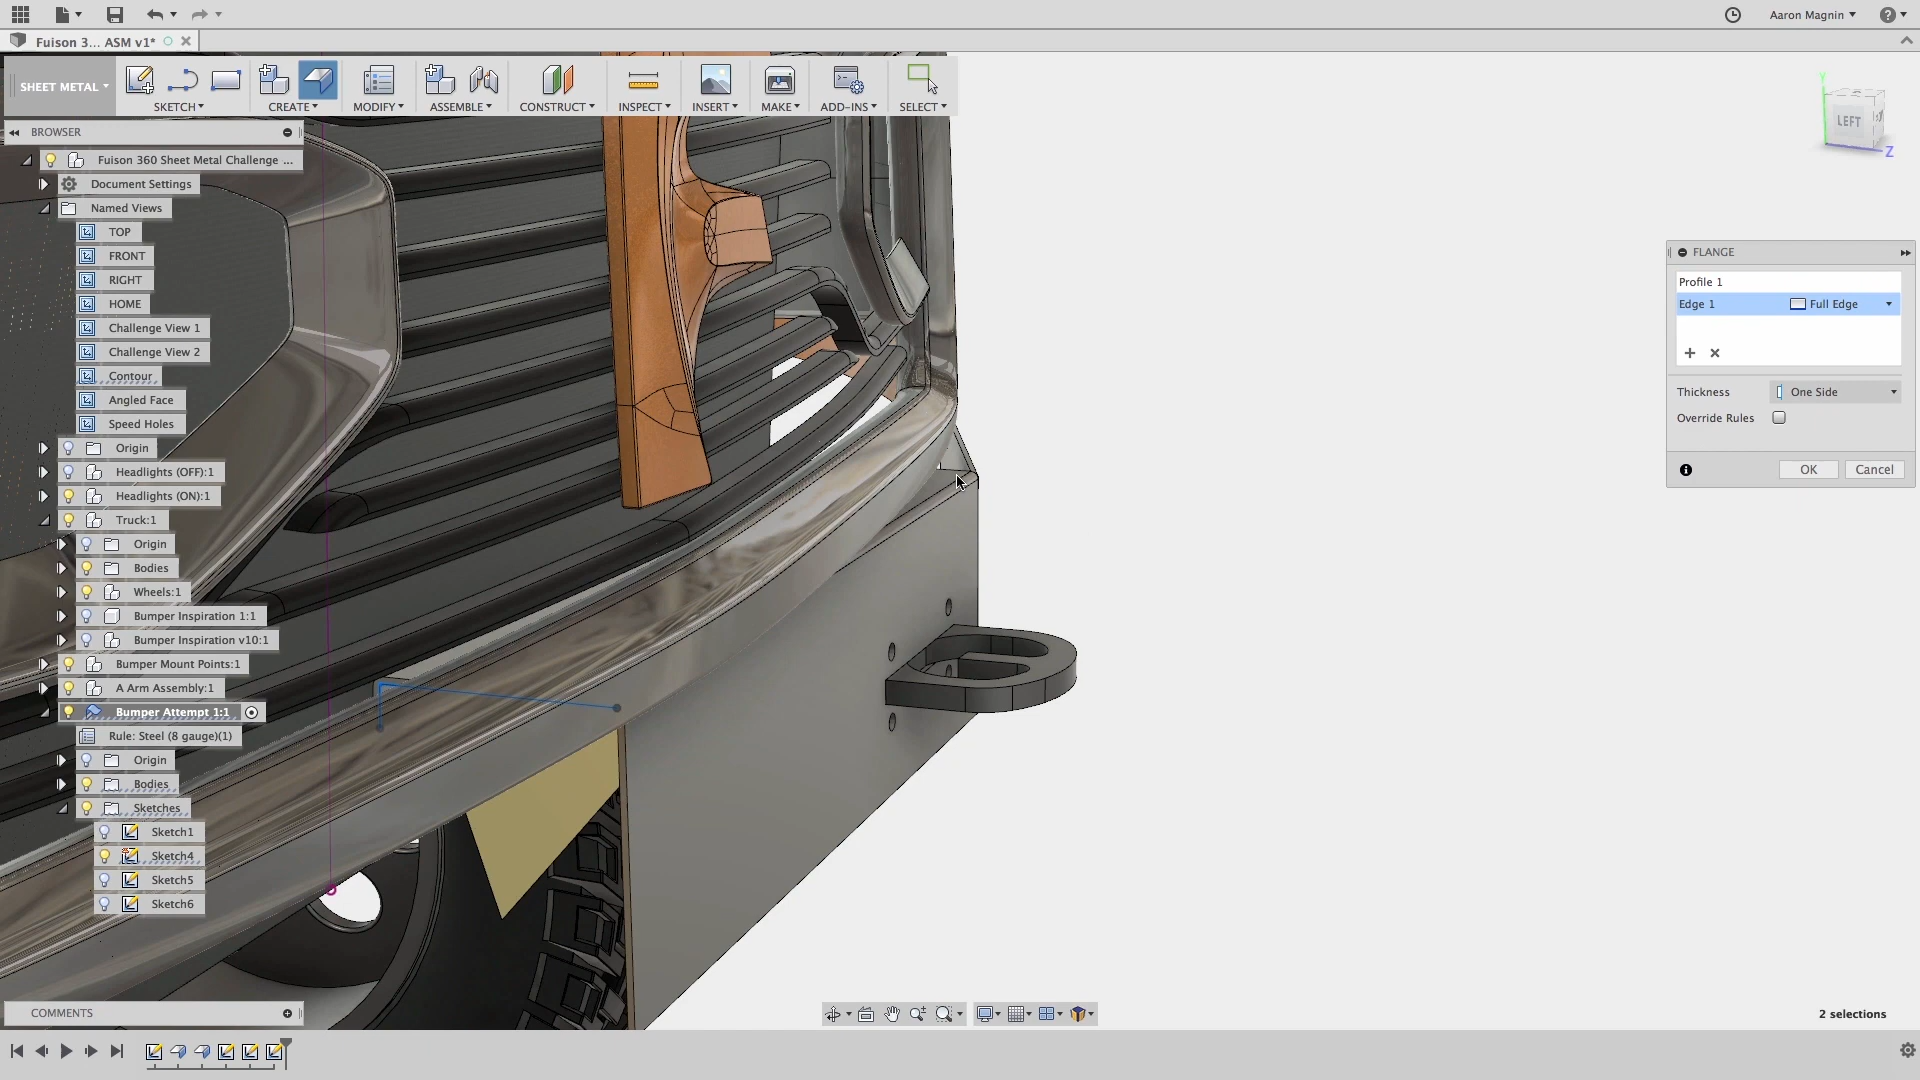 Aaron Magnin
Fuison 3... ASM v1*
SHEET METAL
SKETCH
CREATE
MODIFY
ASSEMBLE
CONSTRUCT
INSPECT
INSERT
MAKE
ADD-INS
SELECT
Y
LEFT
Z
BROWSER
Fuison 360 Sheet Metal Challenge ...
Document Settings
Named Views
TOP
FRONT
RIGHT
HOME
Challenge View 1
Challenge View 2
Contour
Angled Face
Speed Holes
Origin
Headlights (OFF):1
Headlights (ON):1
Truck:1
Origin
Bodies
Wheels:1
Bumper Inspiration 1:1
Bumper Inspiration v10:1
Bumper Mount Points:1
A Arm Assembly:1
Bumper Attempt 1:1
Rule: Steel (8 gauge)(1)
Origin
Bodies
Sketches
Sketch1
Sketch4
Sketch5
Sketch6
FLANGE
Profile 1
Edge 1 Full Edge
Thickness One Side
Override Rules
OK Cancel
COMMENTS
2 selections